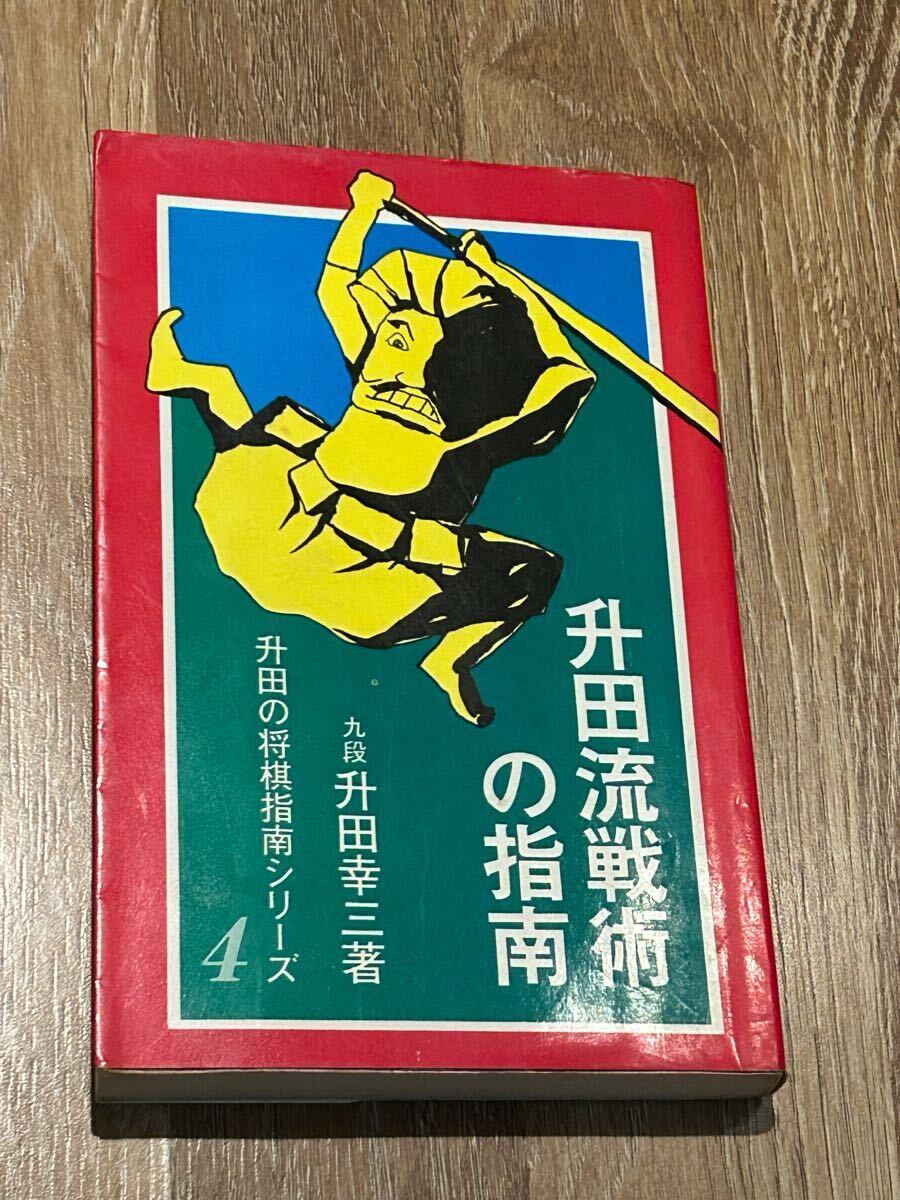 升田流戦術
の指南
九段 升田幸三著
升田の将棋指南シリーズ
4